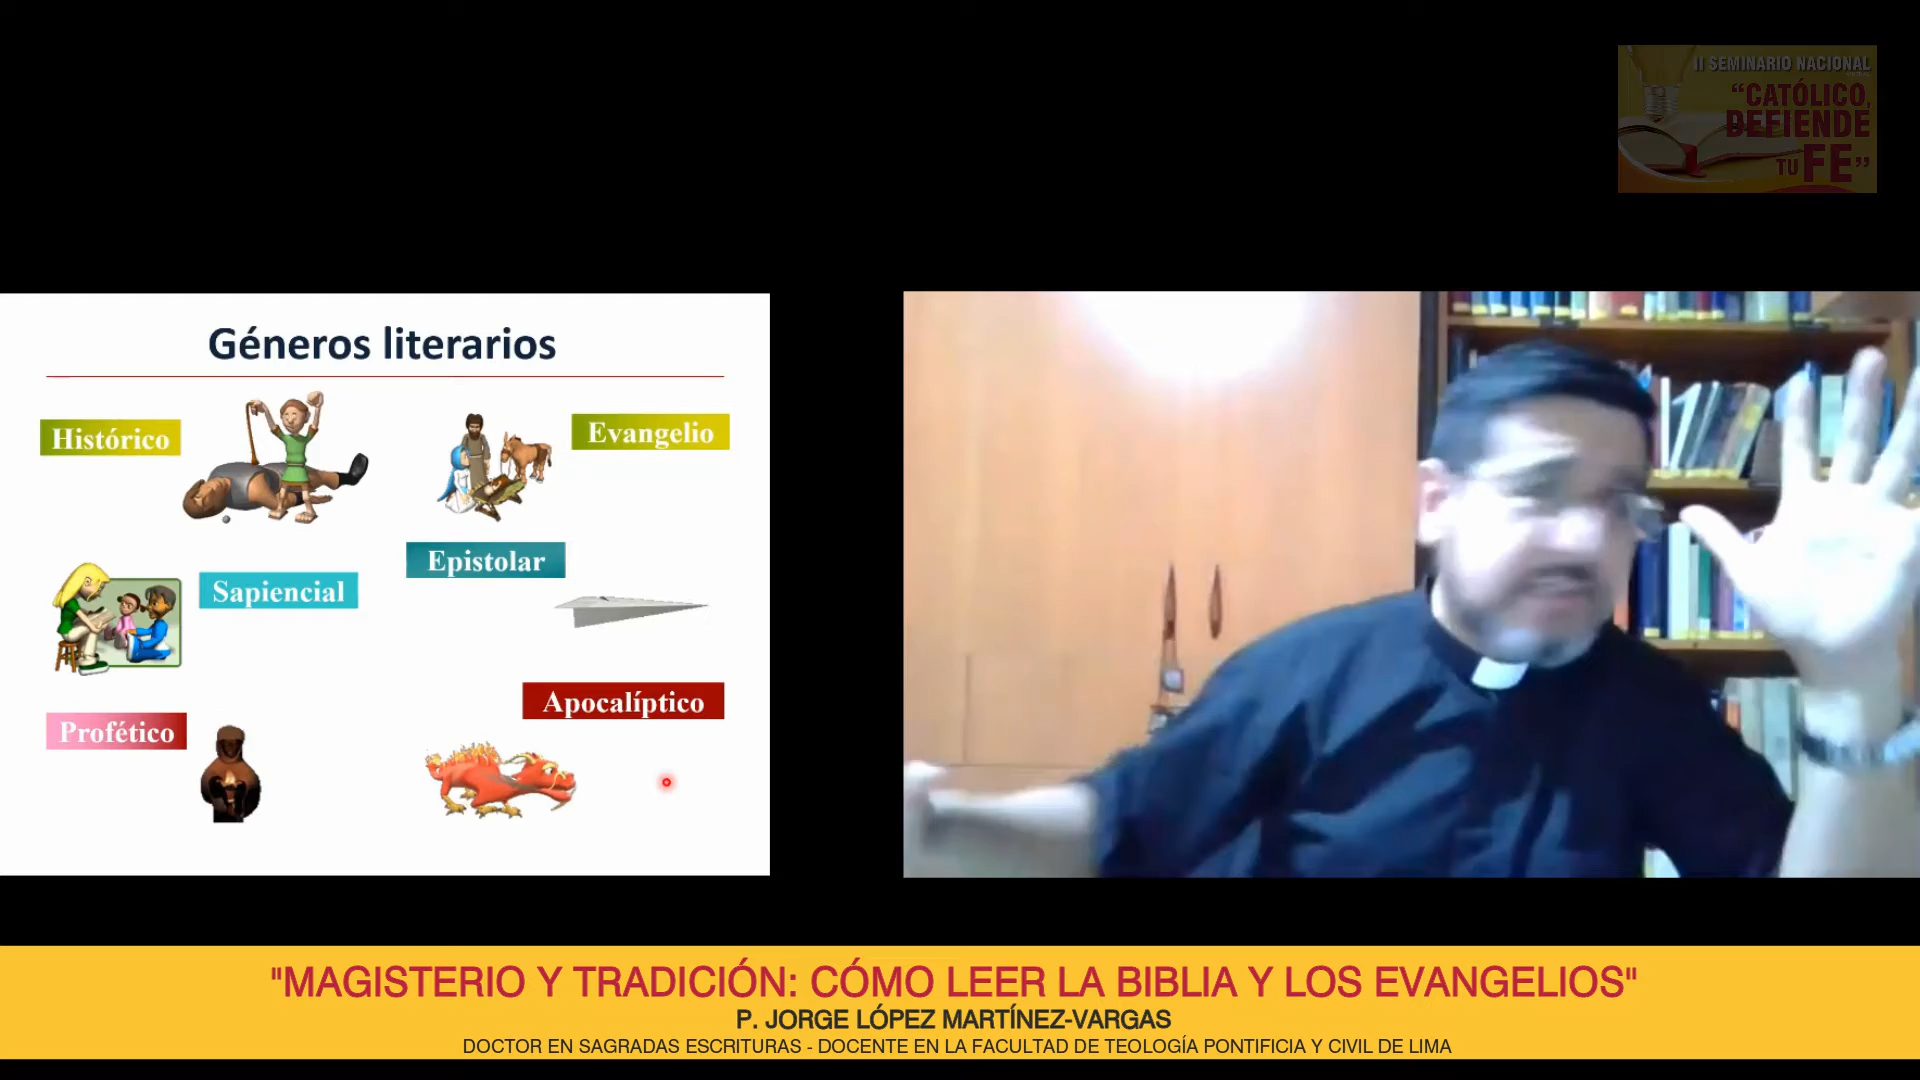 II SEMINARIO NACIONAL
“CATÓLICO,
DEFIENDE
TU FE”
Géneros literarios
Histórico
Evangelio
Epistolar
Sapiencial
Apocalíptico
Profético
"MAGISTERIO Y TRADICIÓN: CÓMO LEER LA BIBLIA Y LOS EVANGELIOS"
P. JORGE LÓPEZ MARTÍNEZ-VARGAS
DOCTOR EN SAGRADAS ESCRITURAS - DOCENTE EN LA FACULTAD DE TEOLOGÍA PONTIFICIA Y CIVIL DE LIMA